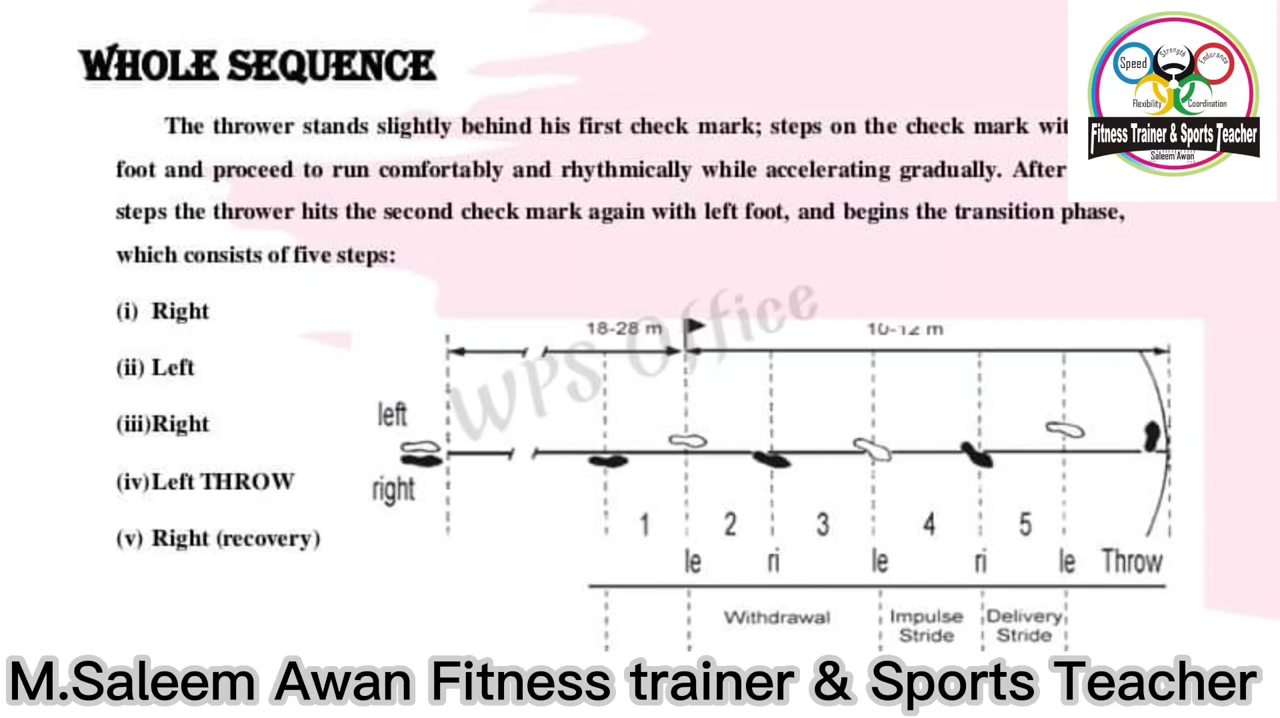 WHOLE SEQUENCE
The thrower stands slightly behind his first check mark; steps on the check mark wit
foot and proceed to run comfortably and rhythmically while accelerating gradually. After
steps the thrower hits the second check mark again with left foot, and begins the transition phase,
which consists of five steps:
(i) Right
(ii) Left
(iii)Right
(iv)Left THROW
(v) Right (recovery)
18-28 m
10-12 m
left
right
1 2 3 4 5
le ri le ri le Throw
Withdrawal Impulse Stride Delivery Stride
WPS Office
Speed Strength Endurance
Flexibility Coordination
Fitness Trainer & Sports Teacher
Saleem Awan
M.Saleem Awan Fitness trainer & Sports Teacher